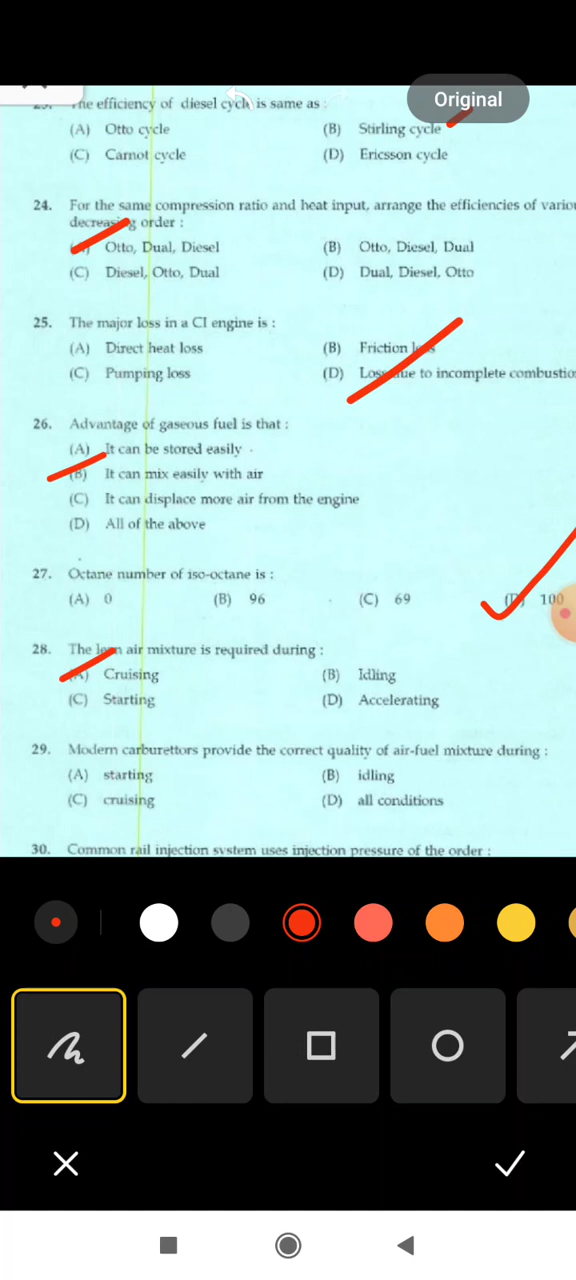 Original
The efficiency of diesel cycle is same as :
(A) Otto cycle (B) Stirling cycle
(C) Carnot cycle (D) Ericsson cycle
24. For the same compression ratio and heat input, arrange the efficiencies of
decreasing order :
Otto, Dual, Diesel (B) Otto, Diesel, Dual
(C) Diesel, Otto, Dual (D) Dual, Diesel, Otto
25. The major loss in a CI engine is :
(A) Direct heat loss (B) Friction loss
(C) Pumping loss (D) Loss due to incomplete
26. Advantage of gaseous fuel is that :
(A) It can be stored easily
(B) It can mix easily with air
(C) It can displace more air from the engine
(D) All of the above
27. Octane number of iso-octane is :
(A) 0 (B) 96 (C) 69 (D) 100
28. The lean air mixture is required during :
(A) Cruising (B) Idling
(C) Starting (D) Accelerating
29. Modern carburettors provide the correct quality of air-fuel mixture during :
(A) starting (B) idling
(C) cruising (D) all conditions
30. Common rail injection system uses injection pressure of the order :